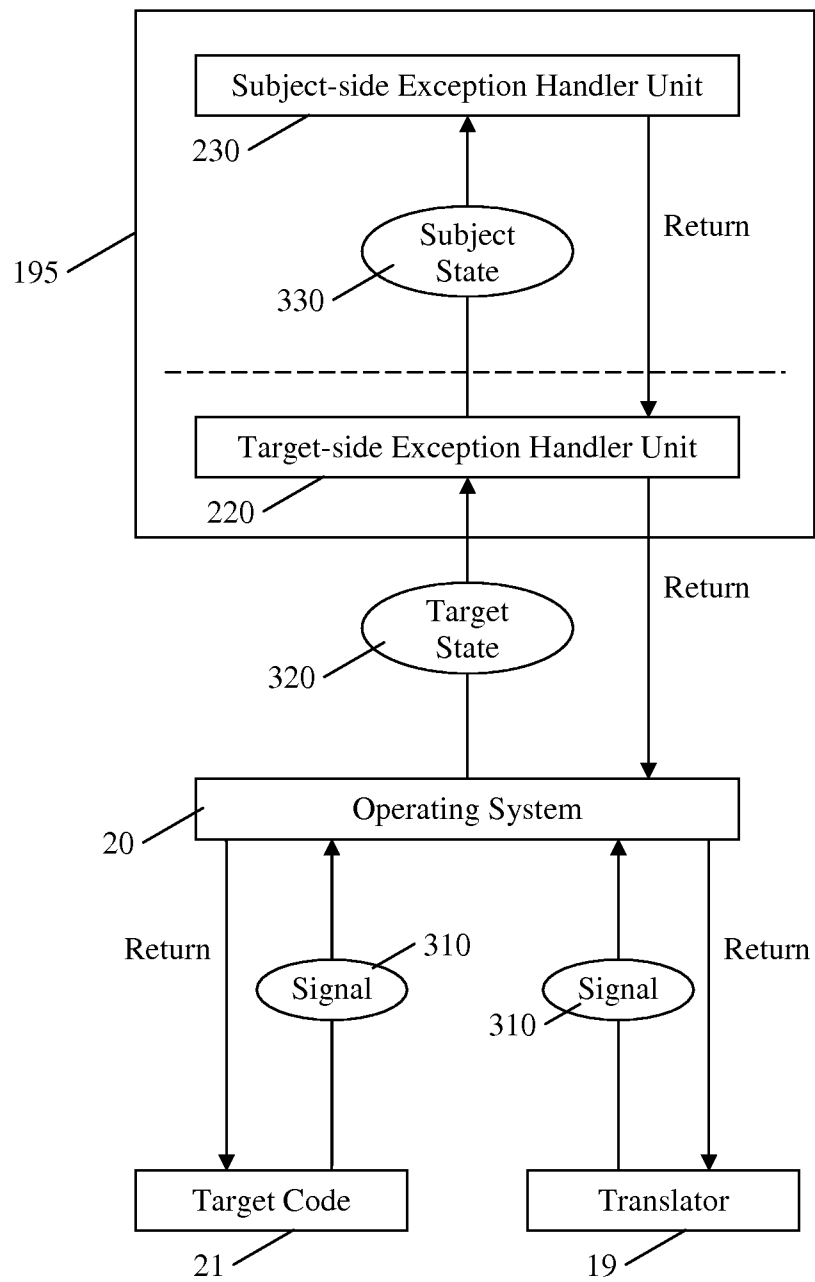 Subject-side Exception Handler Unit
230
Subject
State
Return
195
330
Target-side Exception Handler Unit
220
Target
State
Return
320
Operating System
20
Return
310
Signal
Signal
Return
310
Target Code
Translator
21
19